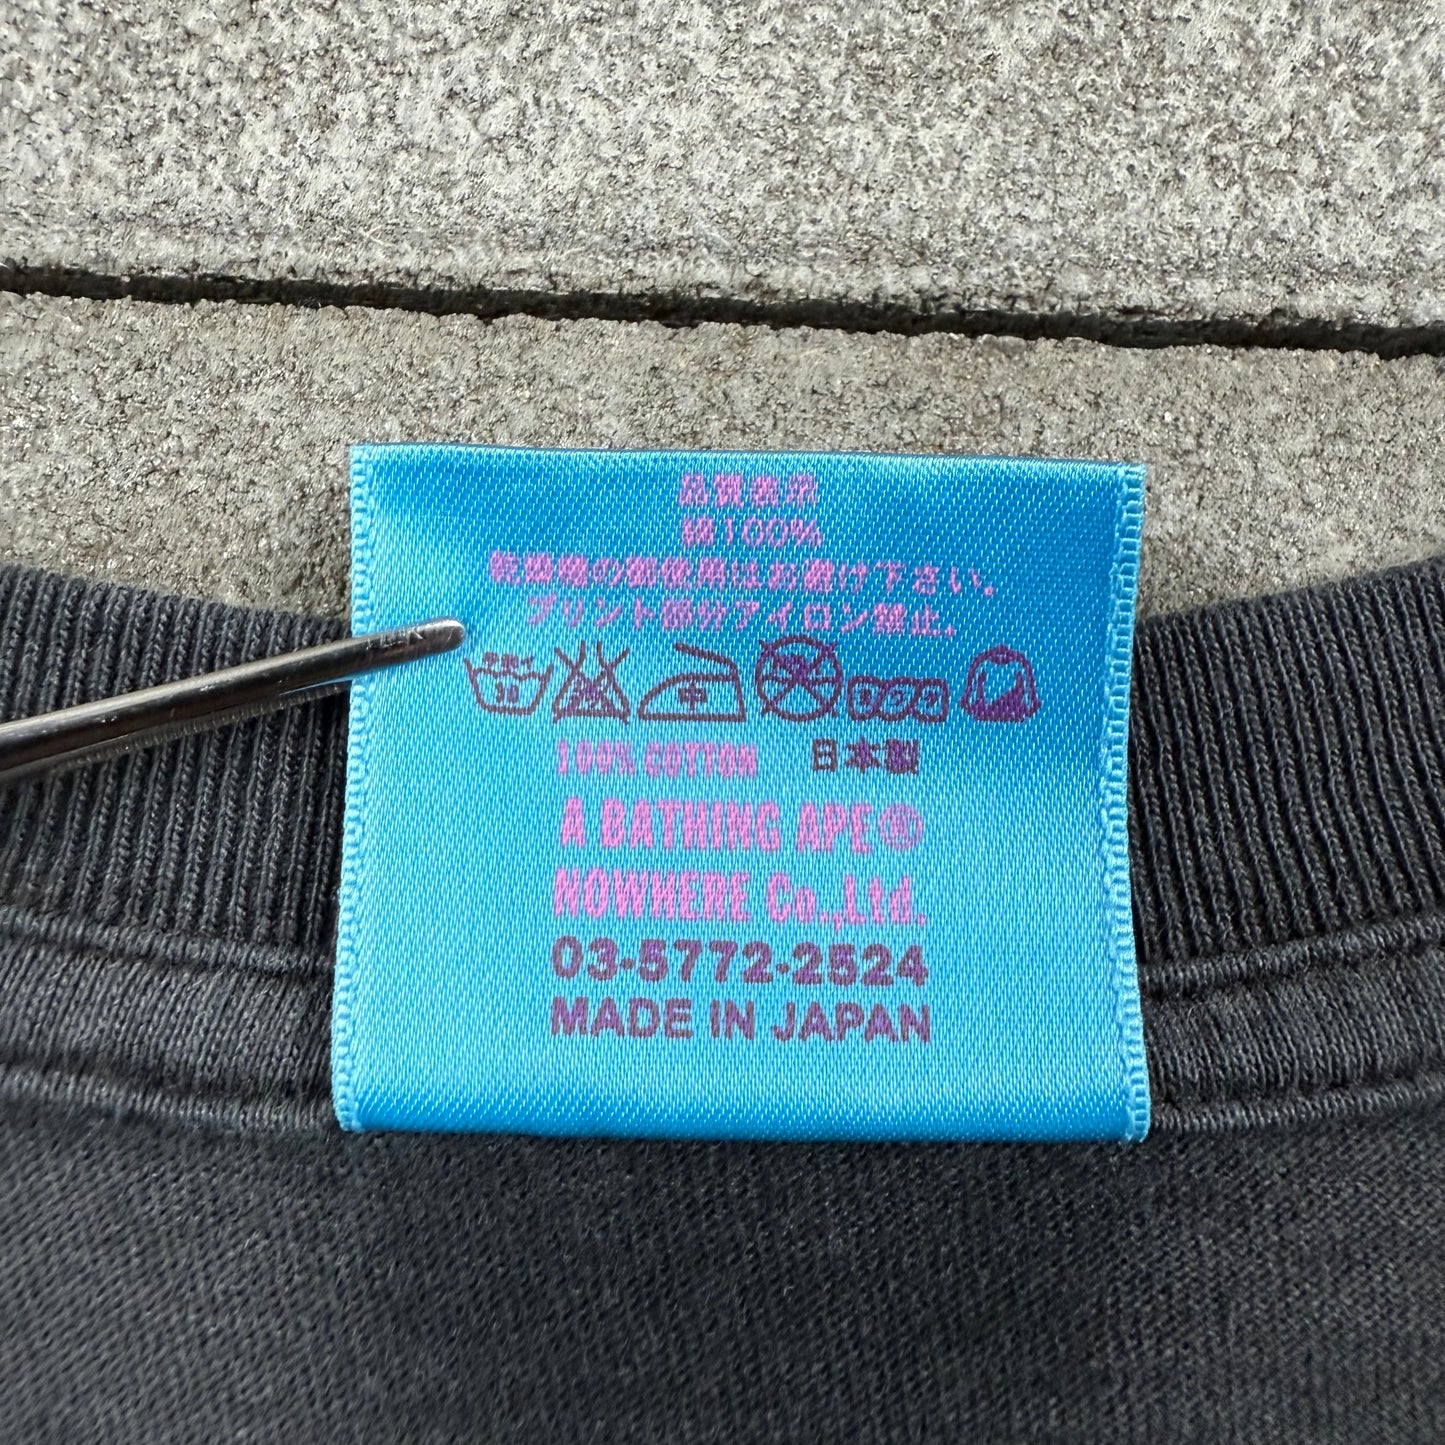 品質表示
綿100%
乾燥機の御使用はお避け下さい。
プリント部分アイロン禁止。
30 中
100% COTTON 日本製
A BATHING APE®
NOWHERE Co.,Ltd.
03-5772-2524
MADE IN JAPAN